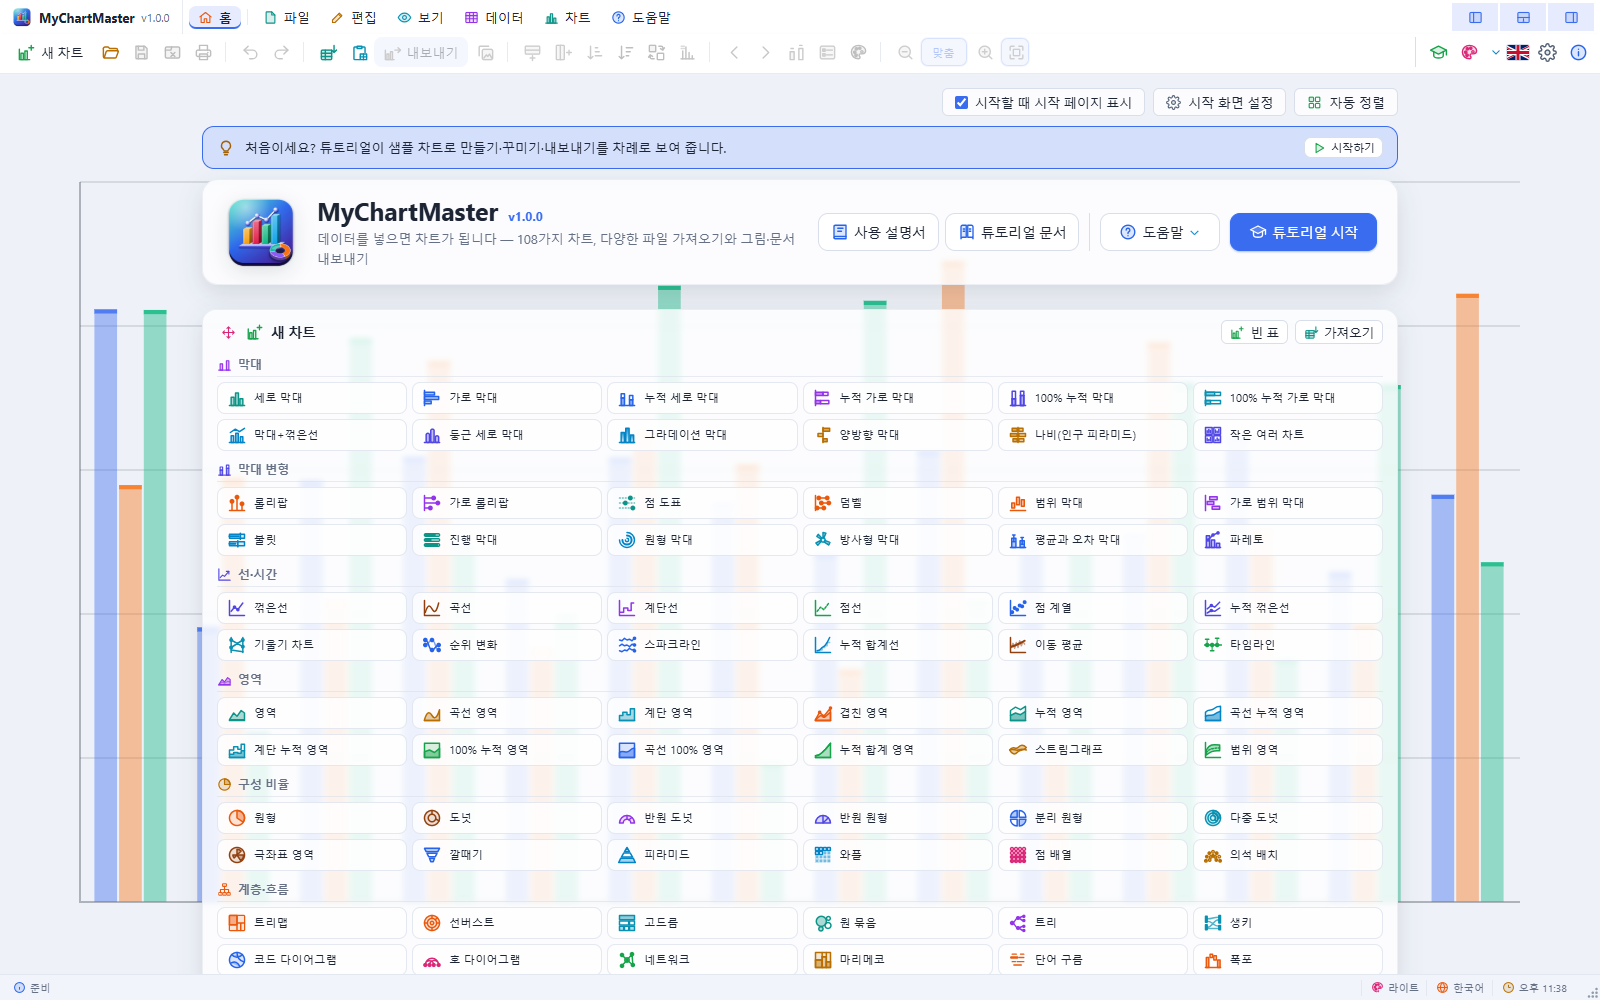 MyChartMaster v1.0.0 홈 파일 편집 보기 데이터 차트 도움말
새 차트 내보내기 맞춤
시작할 때 시작 페이지 표시 시작 화면 설정 자동 정렬
처음이세요? 튜토리얼이 샘플 차트로 만들기·꾸미기·내보내기를 차례로 보여 줍니다. 시작하기
MyChartMaster v1.0.0
데이터를 넣으면 차트가 됩니다 — 108가지 차트, 다양한 파일 가져오기와 그림·문서
내보내기
사용 설명서 튜토리얼 문서 도움말 튜토리얼 시작
새 차트 빈 표 가져오기
막대
세로 막대 가로 막대 누적 세로 막대 누적 가로 막대 100% 누적 막대 100% 누적 가로 막대
막대+꺾은선 둥근 세로 막대 그라데이션 막대 양방향 막대 나비(인구 피라미드) 작은 여러 차트
막대 변형
롤리팝 가로 롤리팝 점 도표 덤벨 범위 막대 가로 범위 막대
불릿 진행 막대 원형 막대 방사형 막대 평균과 오차 막대 파레토
선·시간
꺾은선 곡선 계단선 점선 점 계열 누적 꺾은선
기울기 차트 순위 변화 스파크라인 누적 합계선 이동 평균 타임라인
영역
영역 곡선 영역 계단 영역 겹친 영역 누적 영역 곡선 누적 영역
계단 누적 영역 100% 누적 영역 곡선 100% 영역 누적 합계 영역 스트림그래프 범위 영역
구성 비율
원형 도넛 반원 도넛 반원 원형 분리 원형 다중 도넛
극좌표 영역 깔때기 피라미드 와플 점 배열 의석 배치
계층·흐름
트리맵 선버스트 고드름 원 묶음 트리 생키
코드 다이어그램 호 다이어그램 네트워크 마리메코 단어 구름 폭포
준비 라이트 한국어 오후 11:38